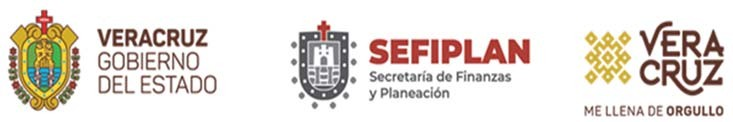 VERACRUZ
GOBIERNO
DEL ESTADO
SEFIPLAN
Secretaría de Finanzas
y Planeación
VERA
CRUZ
ME LLENA DE ORGULLO